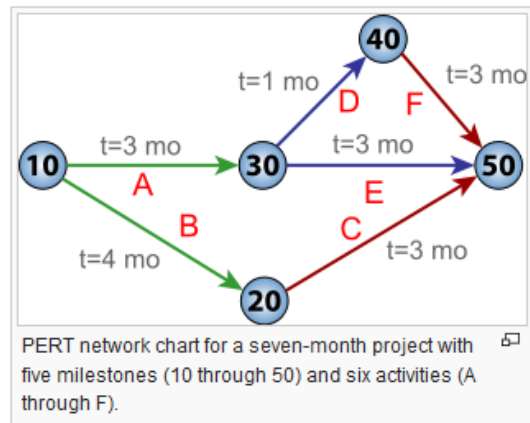 40
t=1 mo
t=3 mo
D
F
10
t=3 mo
30
t=3 mo
50
A
E
B
C
t=4 mo
t=3 mo
20
PERT network chart for a seven-month project with
five milestones (10 through 50) and six activities (A
through F).